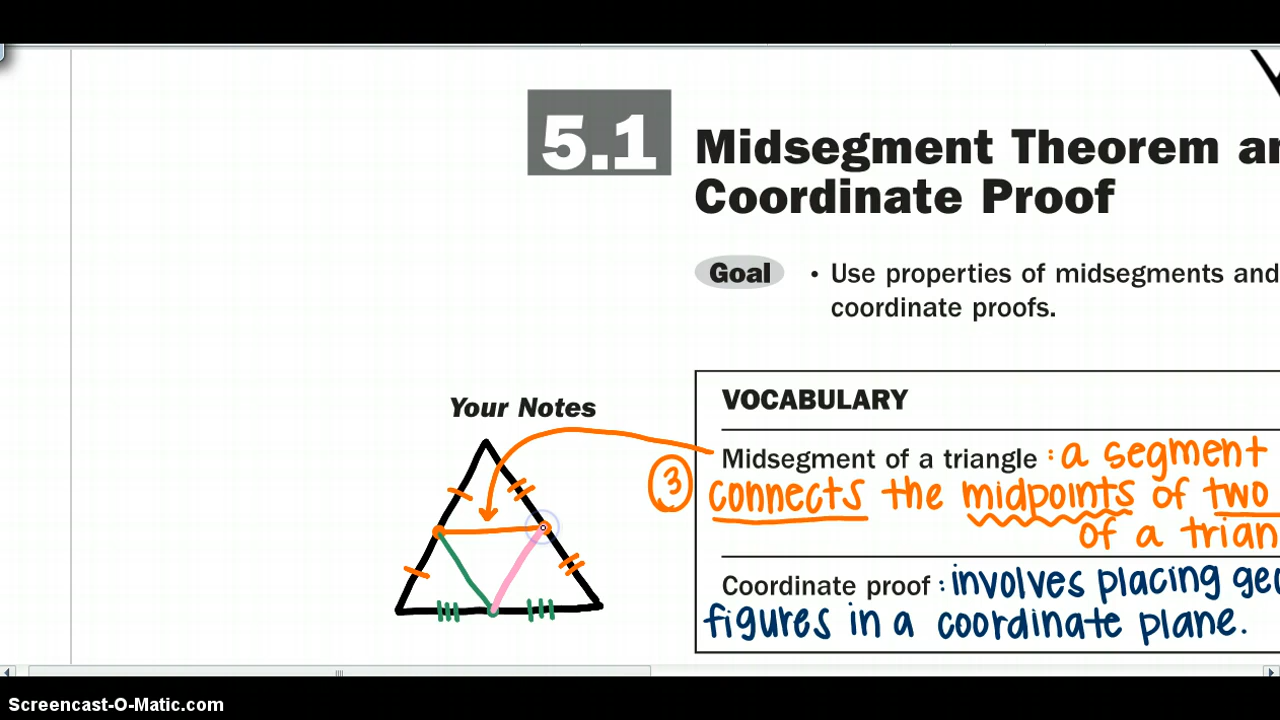 5.1
Midsegment Theorem an
Coordinate Proof
Goal • Use properties of midsegments and
coordinate proofs.
Your Notes
VOCABULARY
Midsegment of a triangle : a segment
③ connects the midpoints of two
of a trian
Coordinate proof : involves placing geo
figures in a coordinate plane.
Screencast-O-Matic.com